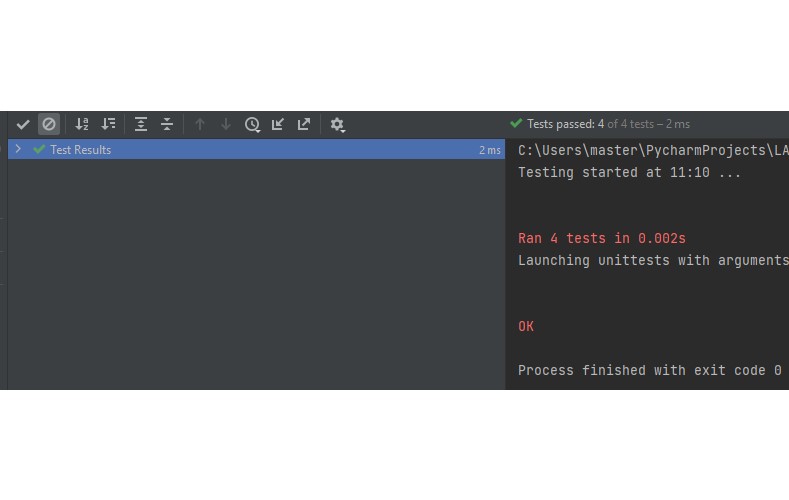 Tests passed: 4 of 4 tests – 2 ms
Test Results
2 ms
C:\Users\master\PycharmProjects\LA
Testing started at 11:10 ...
Ran 4 tests in 0.002s
Launching unittests with arguments
OK
Process finished with exit code 0